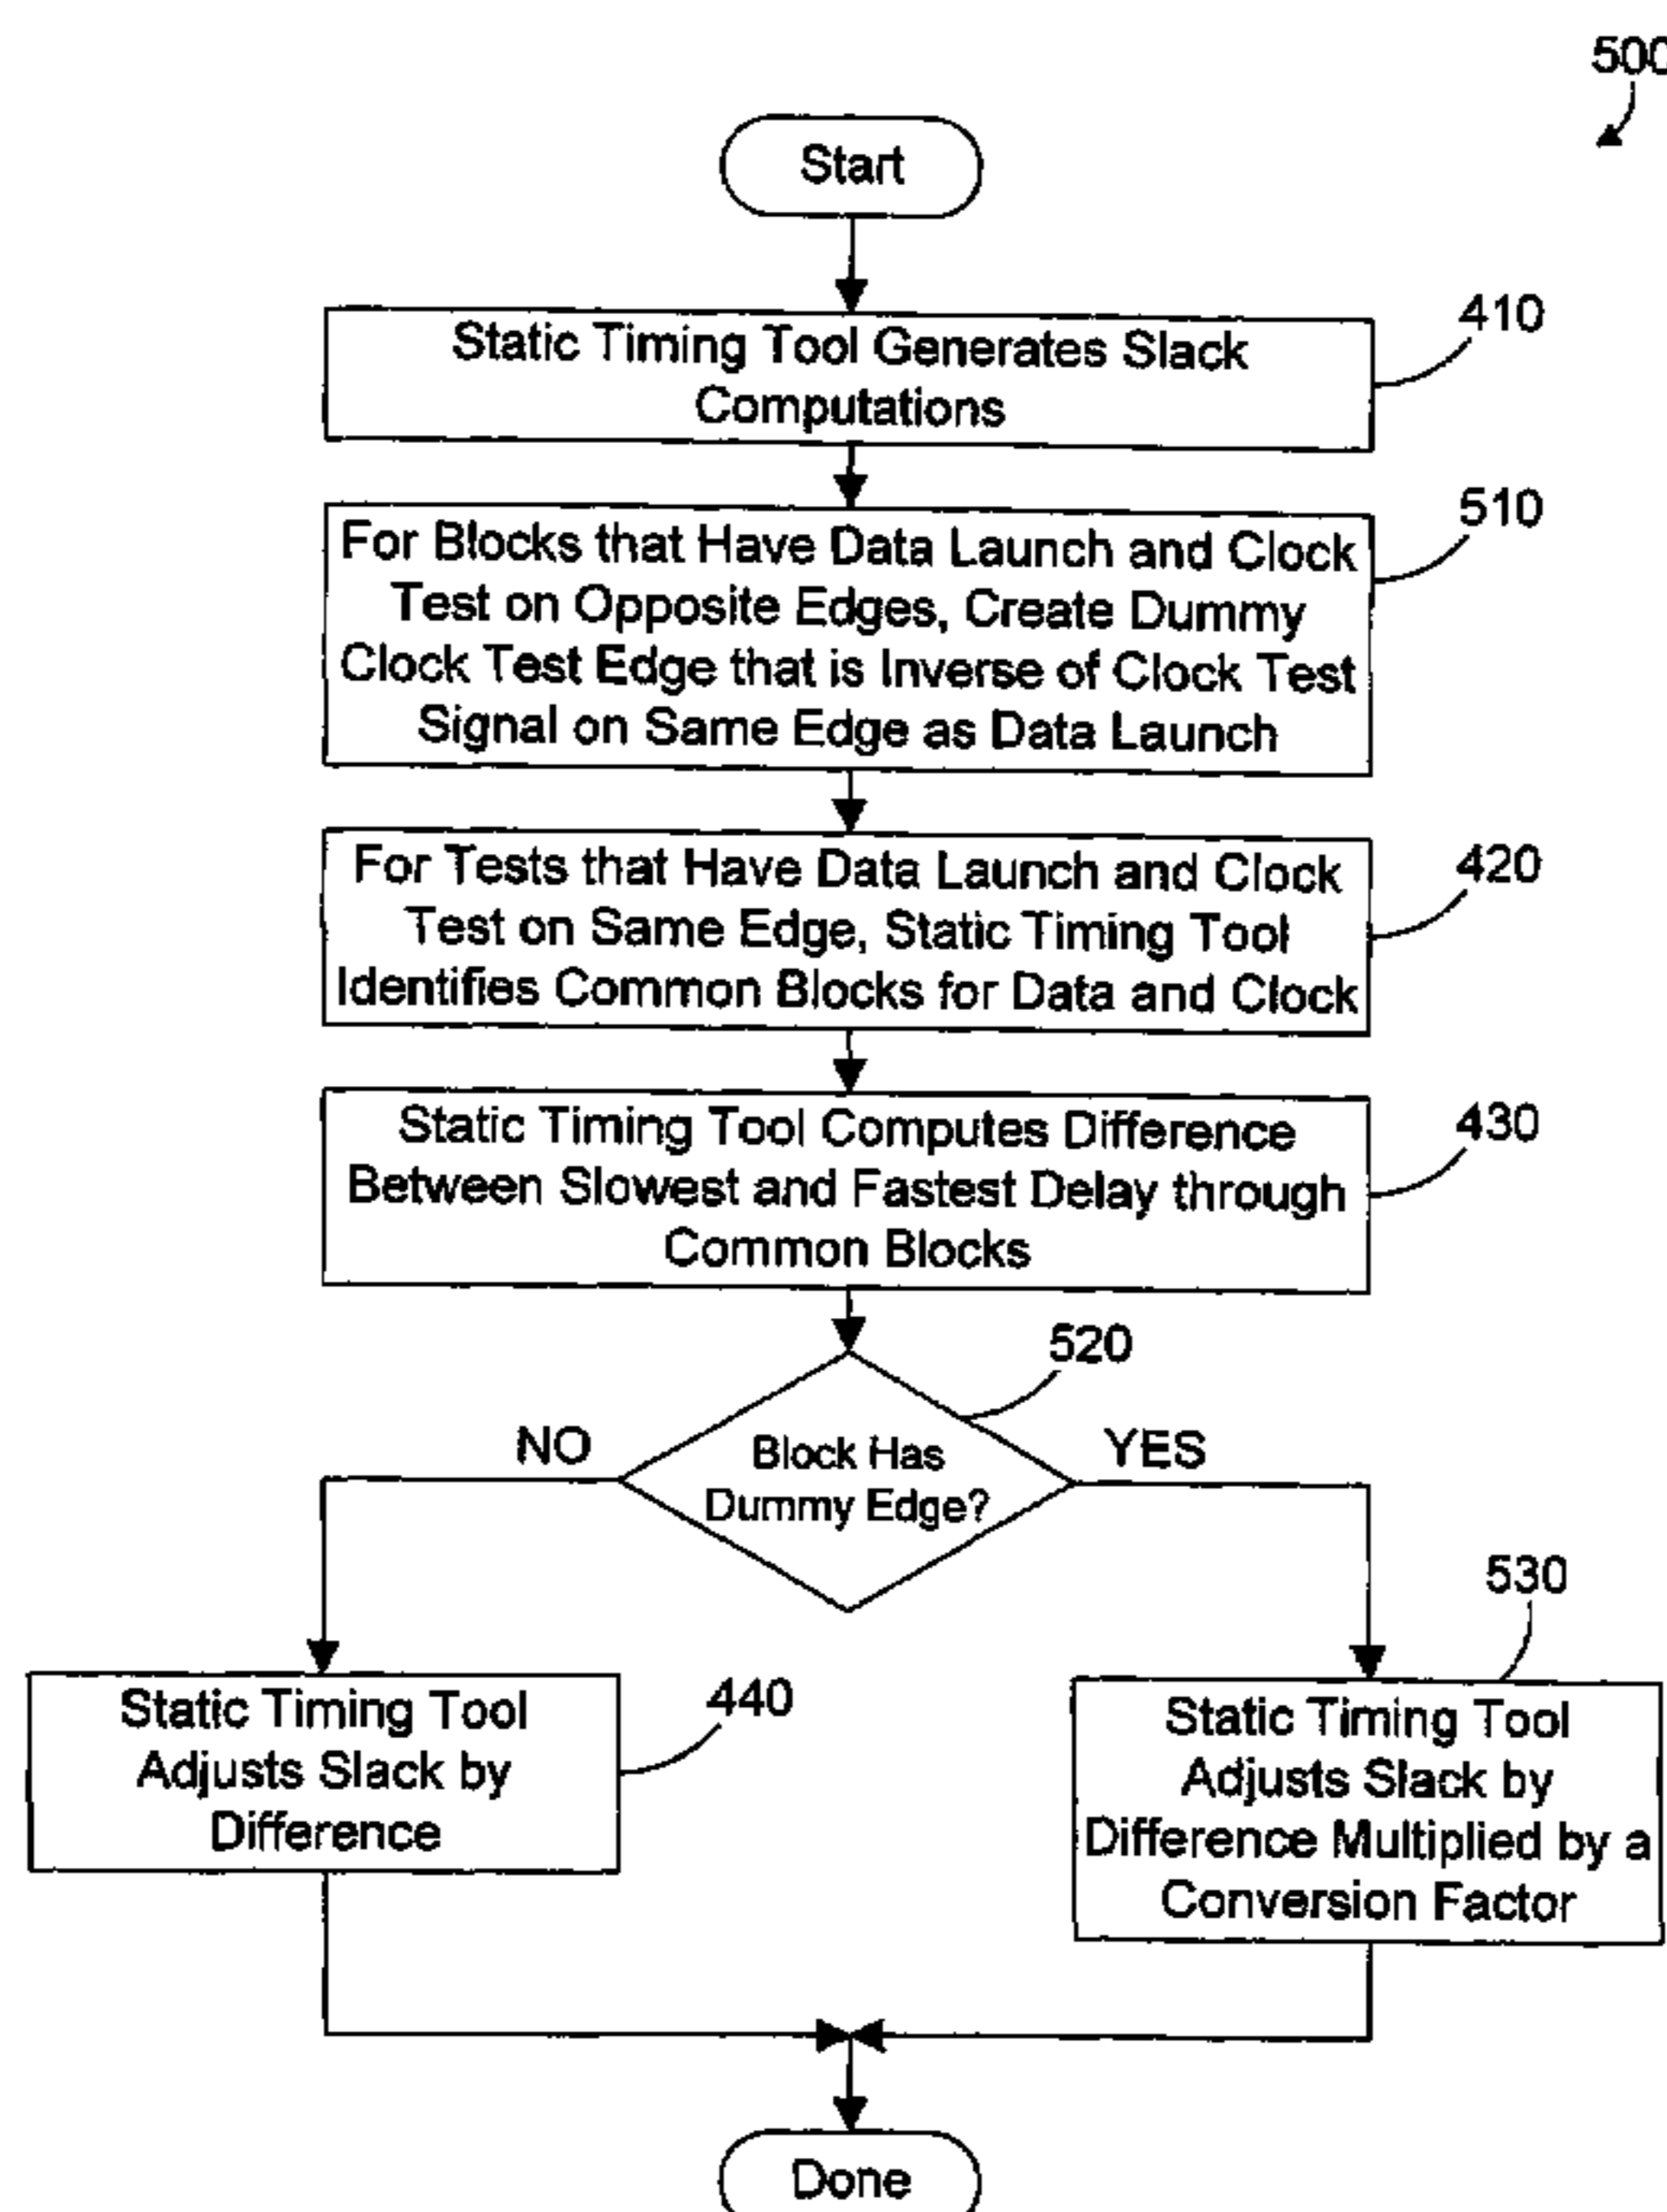 500
Start
Static Timing Tool Generates Slack
Computations
410
For Blocks that Have Data Launch and Clock
Test on Opposite Edges, Create Dummy
Clock Test Edge that is Inverse of Clock Test
Signal on Same Edge as Data Launch
510
For Tests that Have Data Launch and Clock
Test on Same Edge, Static Timing Tool
Identifies Common Blocks for Data and Clock
420
Static Timing Tool Computes Difference
Between Slowest and Fastest Delay through
Common Blocks
430
520
NO
Block Has
Dummy Edge?
YES
Static Timing Tool
Adjusts Slack by
Difference
440
530
Static Timing Tool
Adjusts Slack by
Difference Multiplied by a
Conversion Factor
Done